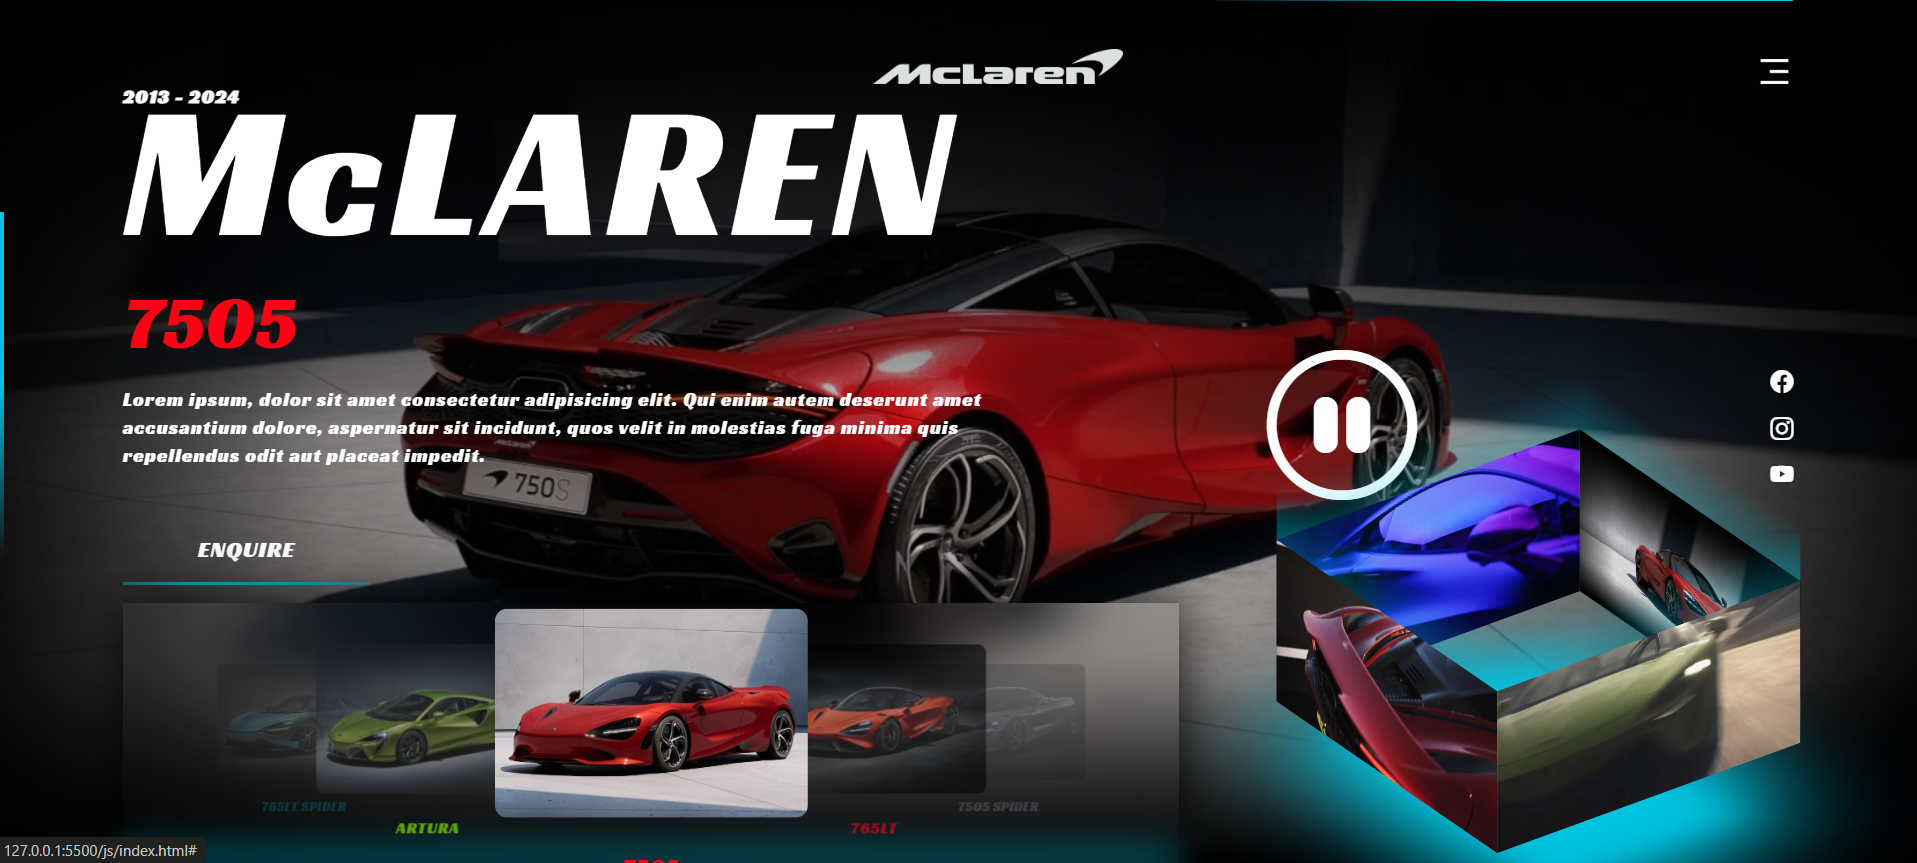 McLaren
2013 - 2024
McLAREN
7505
Lorem ipsum, dolor sit amet consectetur adipisicing elit. Qui enim autem deserunt amet
accusantium dolore, aspernatur sit incidunt, quos velit in molestias fuga minima quis
repellendus odit aut placeat impedit.
750S
ENQUIRE
765LT SPIDER
7505 SPIDER
ARTURA
765LT
7505
127.0.0.1:5500/js/index.html#